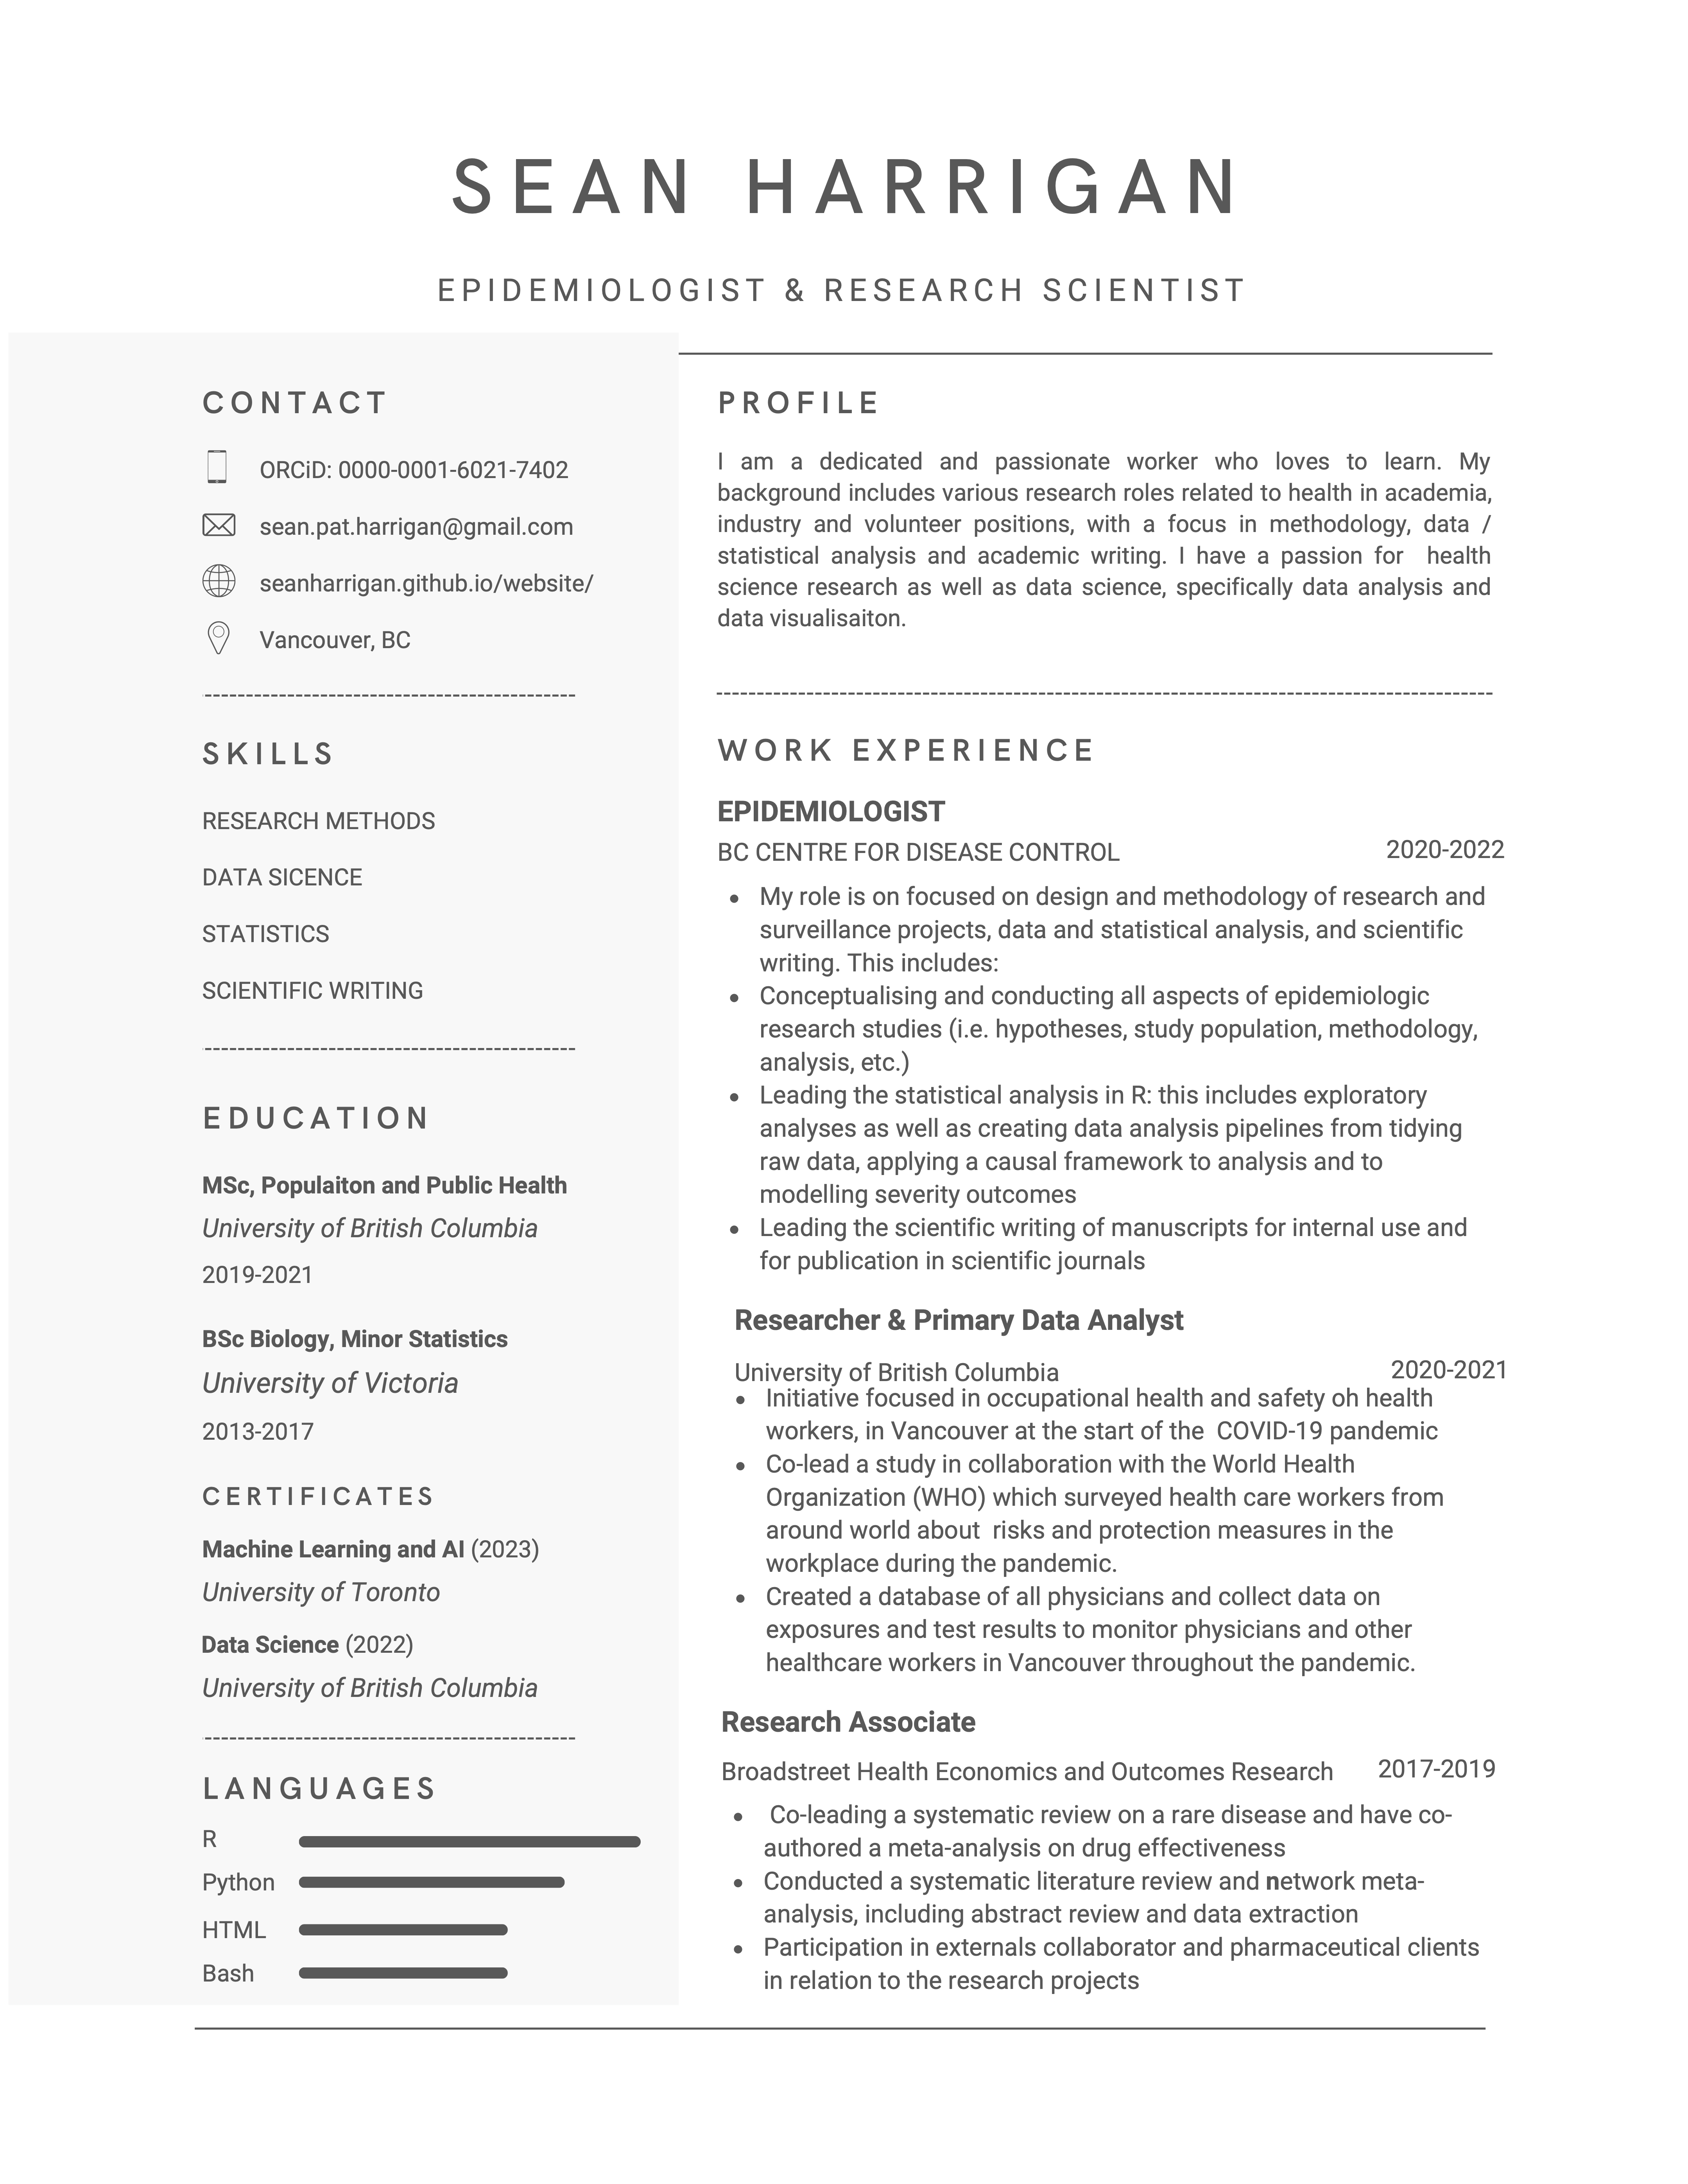 SEAN HARRIGAN
EPIDEMIOLOGIST & RESEARCH SCIENTIST
CONTACT
ORCiD: 0000-0001-6021-7402
sean.pat.harrigan@gmail.com
seanharrigan.github.io/website/
Vancouver, BC
SKILLS
RESEARCH METHODS
DATA SICENCE
STATISTICS
SCIENTIFIC WRITING
EDUCATION
MSc, Populaiton and Public Health
University of British Columbia
2019-2021
BSc Biology, Minor Statistics
University of Victoria
2013-2017
CERTIFICATES
Machine Learning and AI (2023)
University of Toronto
Data Science (2022)
University of British Columbia
LANGUAGES
R
Python
HTML
Bash
PROFILE
I am a dedicated and passionate worker who loves to learn. My
background includes various research roles related to health in academia,
industry and volunteer positions, with a focus in methodology, data /
statistical analysis and academic writing. I have a passion for health
science research as well as data science, specifically data analysis and
data visualisaiton.
WORK EXPERIENCE
EPIDEMIOLOGIST
BC CENTRE FOR DISEASE CONTROL 2020-2022
• My role is on focused on design and methodology of research and
surveillance projects, data and statistical analysis, and scientific
writing. This includes:
• Conceptualising and conducting all aspects of epidemiologic
research studies (i.e. hypotheses, study population, methodology,
analysis, etc.)
• Leading the statistical analysis in R: this includes exploratory
analyses as well as creating data analysis pipelines from tidying
raw data, applying a causal framework to analysis and to
modelling severity outcomes
• Leading the scientific writing of manuscripts for internal use and
for publication in scientific journals
Researcher & Primary Data Analyst
University of British Columbia 2020-2021
• Initiative focused in occupational health and safety oh health
workers, in Vancouver at the start of the COVID-19 pandemic
• Co-lead a study in collaboration with the World Health
Organization (WHO) which surveyed health care workers from
around world about risks and protection measures in the
workplace during the pandemic.
• Created a database of all physicians and collect data on
exposures and test results to monitor physicians and other
healthcare workers in Vancouver throughout the pandemic.
Research Associate
Broadstreet Health Economics and Outcomes Research 2017-2019
• Co-leading a systematic review on a rare disease and have co-
authored a meta-analysis on drug effectiveness
• Conducted a systematic literature review and network meta-
analysis, including abstract review and data extraction
• Participation in externals collaborator and pharmaceutical clients
in relation to the research projects